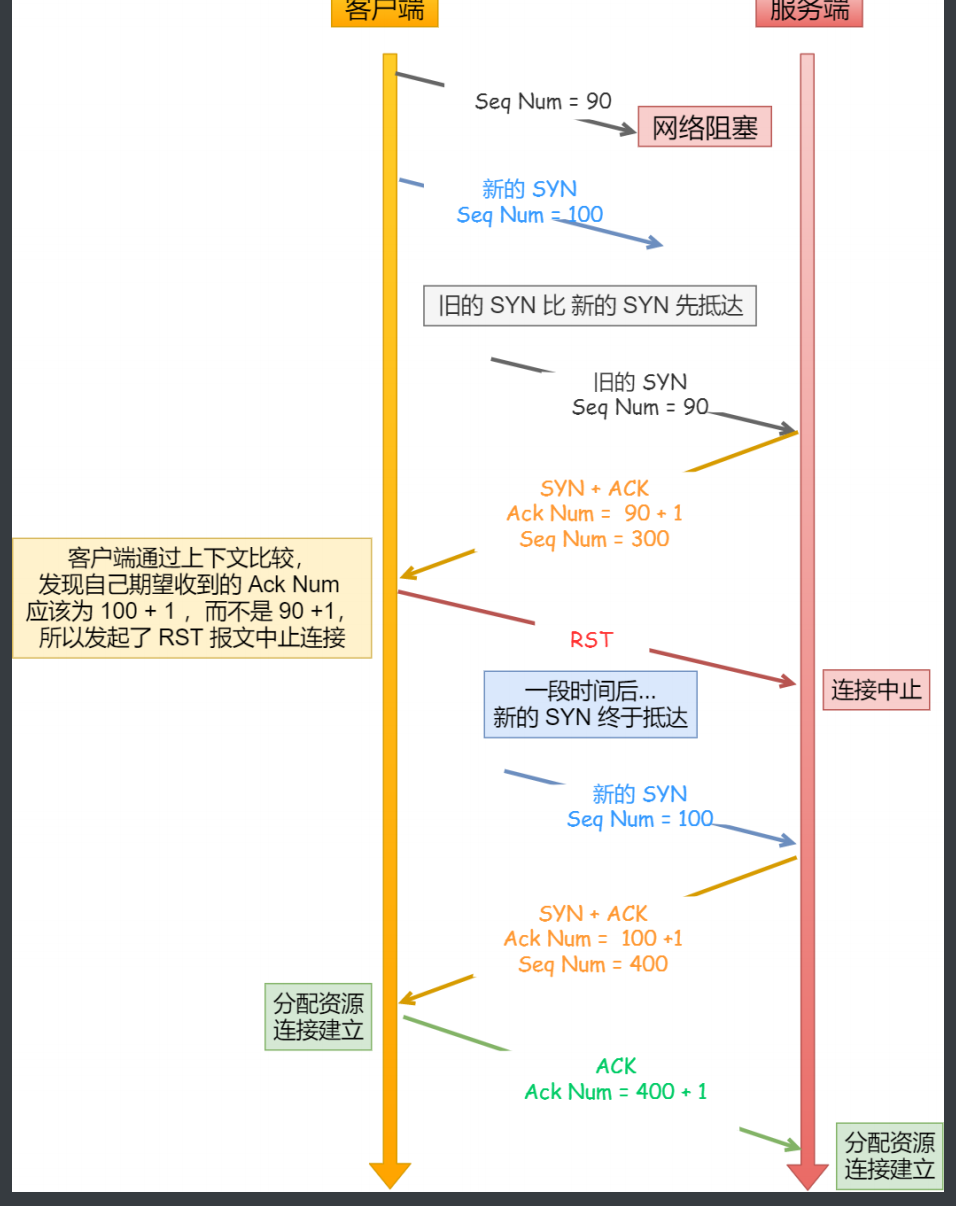 客户端
服务端
Seq Num = 90
网络阻塞
新的 SYN
Seq Num = 100
旧的 SYN 比 新的 SYN 先抵达
旧的 SYN
Seq Num = 90
SYN + ACK
Ack Num = 90 + 1
Seq Num = 300
客户端通过上下文比较，
发现自己期望收到的 Ack Num
应该为 100 + 1 ，而不是 90 +1，
所以发起了 RST 报文中止连接
RST
连接中止
一段时间后...
新的 SYN 终于抵达
新的 SYN
Seq Num = 100
SYN + ACK
Ack Num = 100 +1
Seq Num = 400
分配资源
连接建立
ACK
Ack Num = 400 + 1
分配资源
连接建立